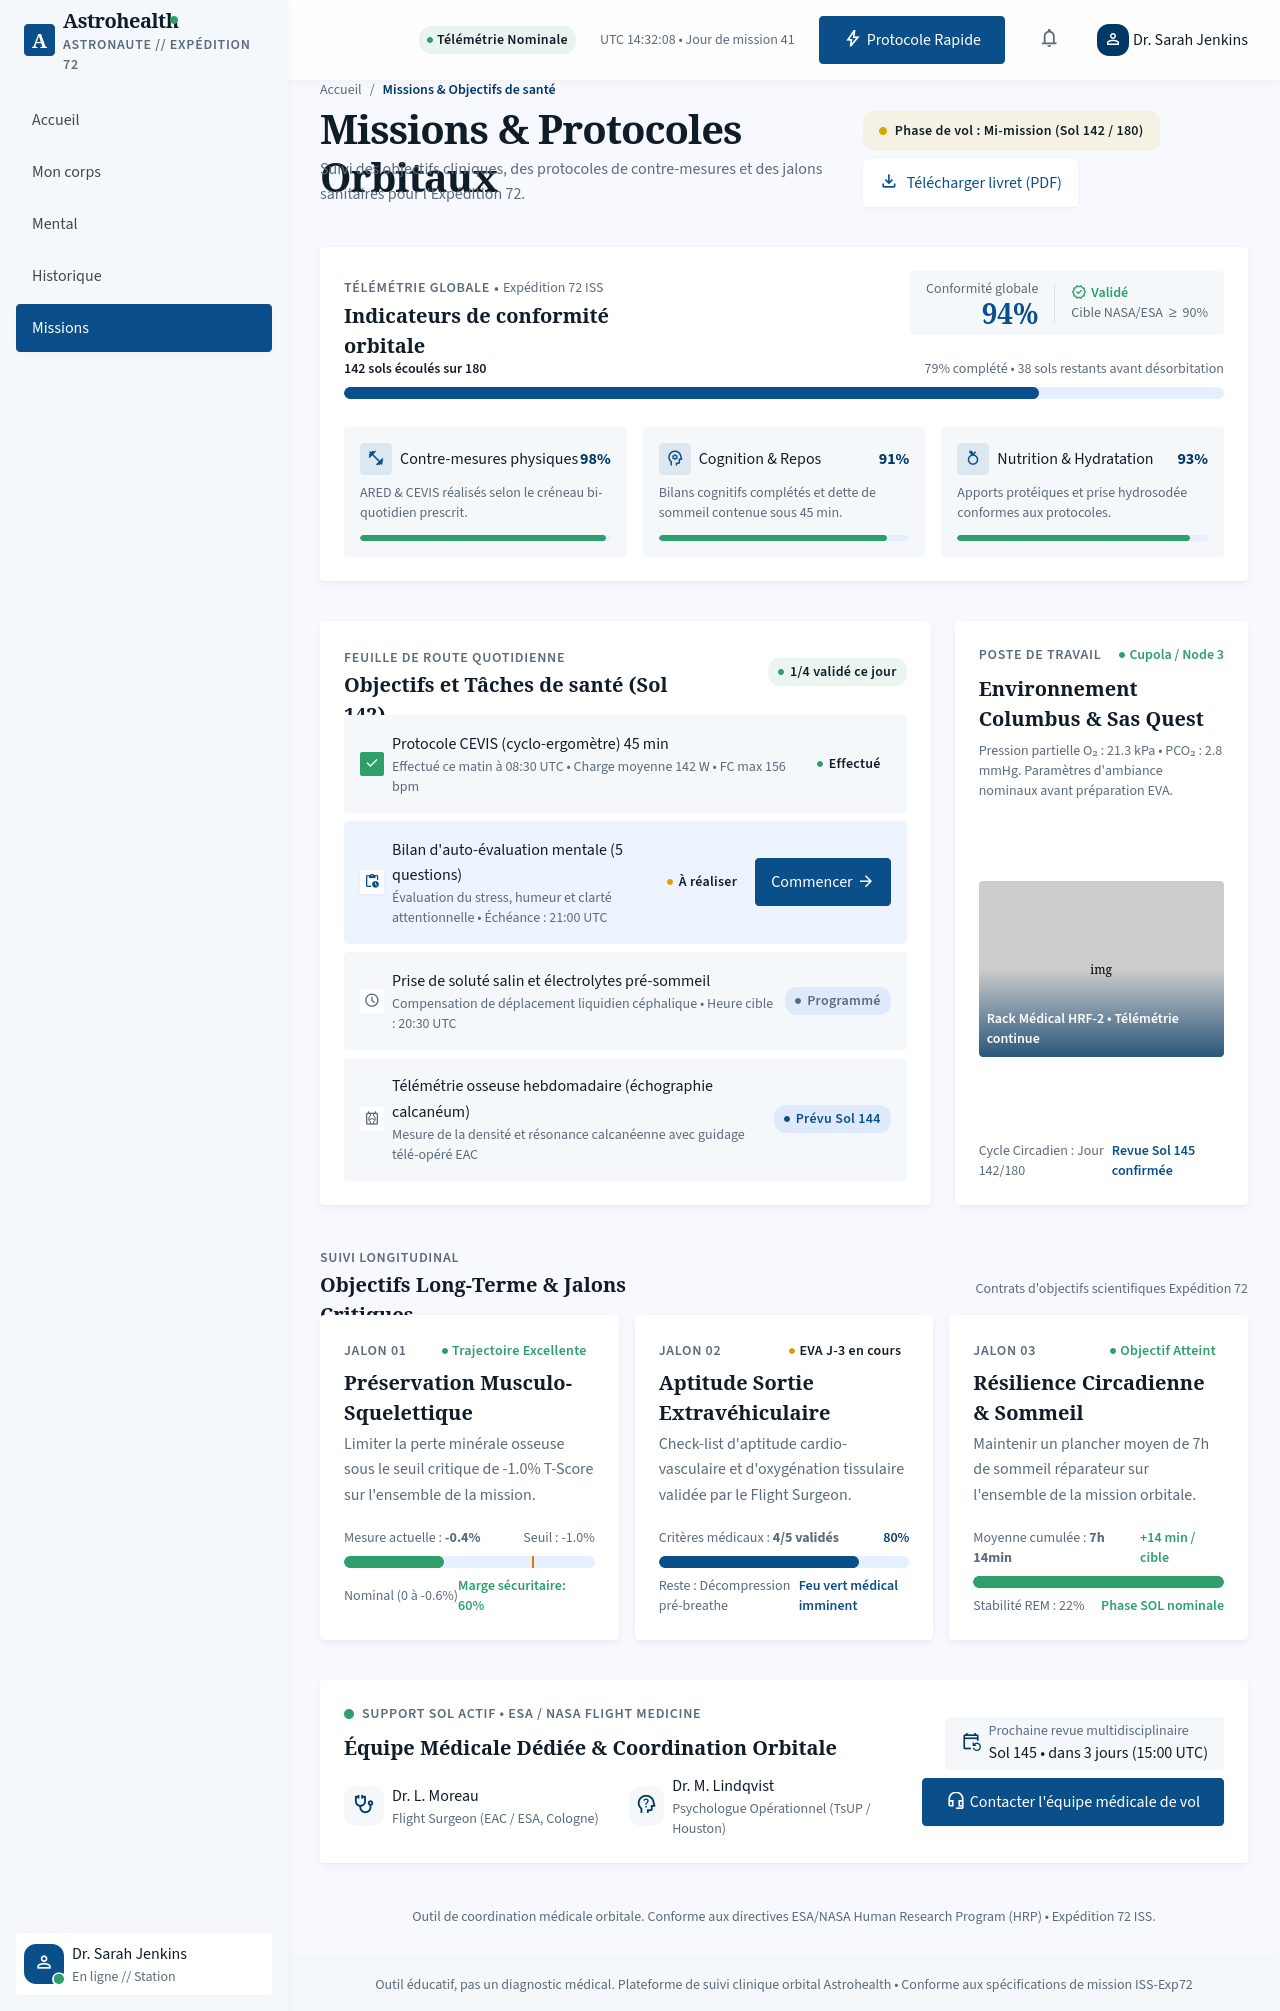 A
Astrohealth
ASTRONAUTE // EXPÉDITION
72
Accueil
Mon corps
Mental
Historique
Missions
Dr. Sarah Jenkins
En ligne // Station
Télémétrie Nominale
UTC 14:32:08 • Jour de mission 41
Protocole Rapide
Dr. Sarah Jenkins
Accueil / Missions & Objectifs de santé
Missions & Protocoles
Orbitaux
Suivi des objectifs cliniques, des protocoles de contre-mesures et des jalons
sanitaires pour l'Expédition 72.
Phase de vol : Mi-mission (Sol 142 / 180)
Télécharger livret (PDF)
TÉLÉMÉTRIE GLOBALE • Expédition 72 ISS
Indicateurs de conformité
orbitale
Conformité globale
94%
Validé
Cible NASA/ESA ≥ 90%
142 sols écoulés sur 180
79% complété • 38 sols restants avant désorbitation
Contre-mesures physiques 98%
ARED & CEVIS réalisés selon le créneau bi-
quotidien prescrit.
Cognition & Repos 91%
Bilans cognitifs complétés et dette de
sommeil contenue sous 45 min.
Nutrition & Hydratation 93%
Apports protéiques et prise hydrosodée
conformes aux protocoles.
FEUILLE DE ROUTE QUOTIDIENNE
Objectifs et Tâches de santé (Sol
142)
1/4 validé ce jour
Protocole CEVIS (cyclo-ergomètre) 45 min
Effectué ce matin à 08:30 UTC • Charge moyenne 142 W • FC max 156
bpm
Effectué
Bilan d'auto-évaluation mentale (5
questions)
Évaluation du stress, humeur et clarté
attentionnelle • Échéance : 21:00 UTC
À réaliser
Commencer
Prise de soluté salin et électrolytes pré-sommeil
Compensation de déplacement liquidien céphalique • Heure cible
: 20:30 UTC
Programmé
Télémétrie osseuse hebdomadaire (échographie
calcanéum)
Mesure de la densité et résonance calcanéenne avec guidage
télé-opéré EAC
Prévu Sol 144
POSTE DE TRAVAIL
Cupola / Node 3
Environnement
Columbus & Sas Quest
Pression partielle O₂ : 21.3 kPa • PCO₂ : 2.8
mmHg. Paramètres d'ambiance
nominaux avant préparation EVA.
img
Rack Médical HRF-2 • Télémétrie
continue
Cycle Circadien : Jour
142/180
Revue Sol 145
confirmée
SUIVI LONGITUDINAL
Objectifs Long-Terme & Jalons
Critiques
Contrats d'objectifs scientifiques Expédition 72
JALON 01
Trajectoire Excellente
Préservation Musculo-
Squelettique
Limiter la perte minérale osseuse
sous le seuil critique de -1.0% T-Score
sur l'ensemble de la mission.
Mesure actuelle : -0.4%
Seuil : -1.0%
Nominal (0 à -0.6%)
Marge sécuritaire:
60%
JALON 02
EVA J-3 en cours
Aptitude Sortie
Extravéhiculaire
Check-list d'aptitude cardio-
vasculaire et d'oxygénation tissulaire
validée par le Flight Surgeon.
Critères médicaux : 4/5 validés
80%
Reste : Décompression
pré-breathe
Feu vert médical
imminent
JALON 03
Objectif Atteint
Résilience Circadienne
& Sommeil
Maintenir un plancher moyen de 7h
de sommeil réparateur sur
l'ensemble de la mission orbitale.
Moyenne cumulée : 7h
14min
+14 min /
cible
Stabilité REM : 22%
Phase SOL nominale
SUPPORT SOL ACTIF • ESA / NASA FLIGHT MEDICINE
Équipe Médicale Dédiée & Coordination Orbitale
Dr. L. Moreau
Flight Surgeon (EAC / ESA, Cologne)
Dr. M. Lindqvist
Psychologue Opérationnel (TsUP /
Houston)
Prochaine revue multidisciplinaire
Sol 145 • dans 3 jours (15:00 UTC)
Contacter l'équipe médicale de vol
Outil de coordination médicale orbitale. Conforme aux directives ESA/NASA Human Research Program (HRP) • Expédition 72 ISS.
Outil éducatif, pas un diagnostic médical. Plateforme de suivi clinique orbital Astrohealth • Conforme aux spécifications de mission ISS-Exp72